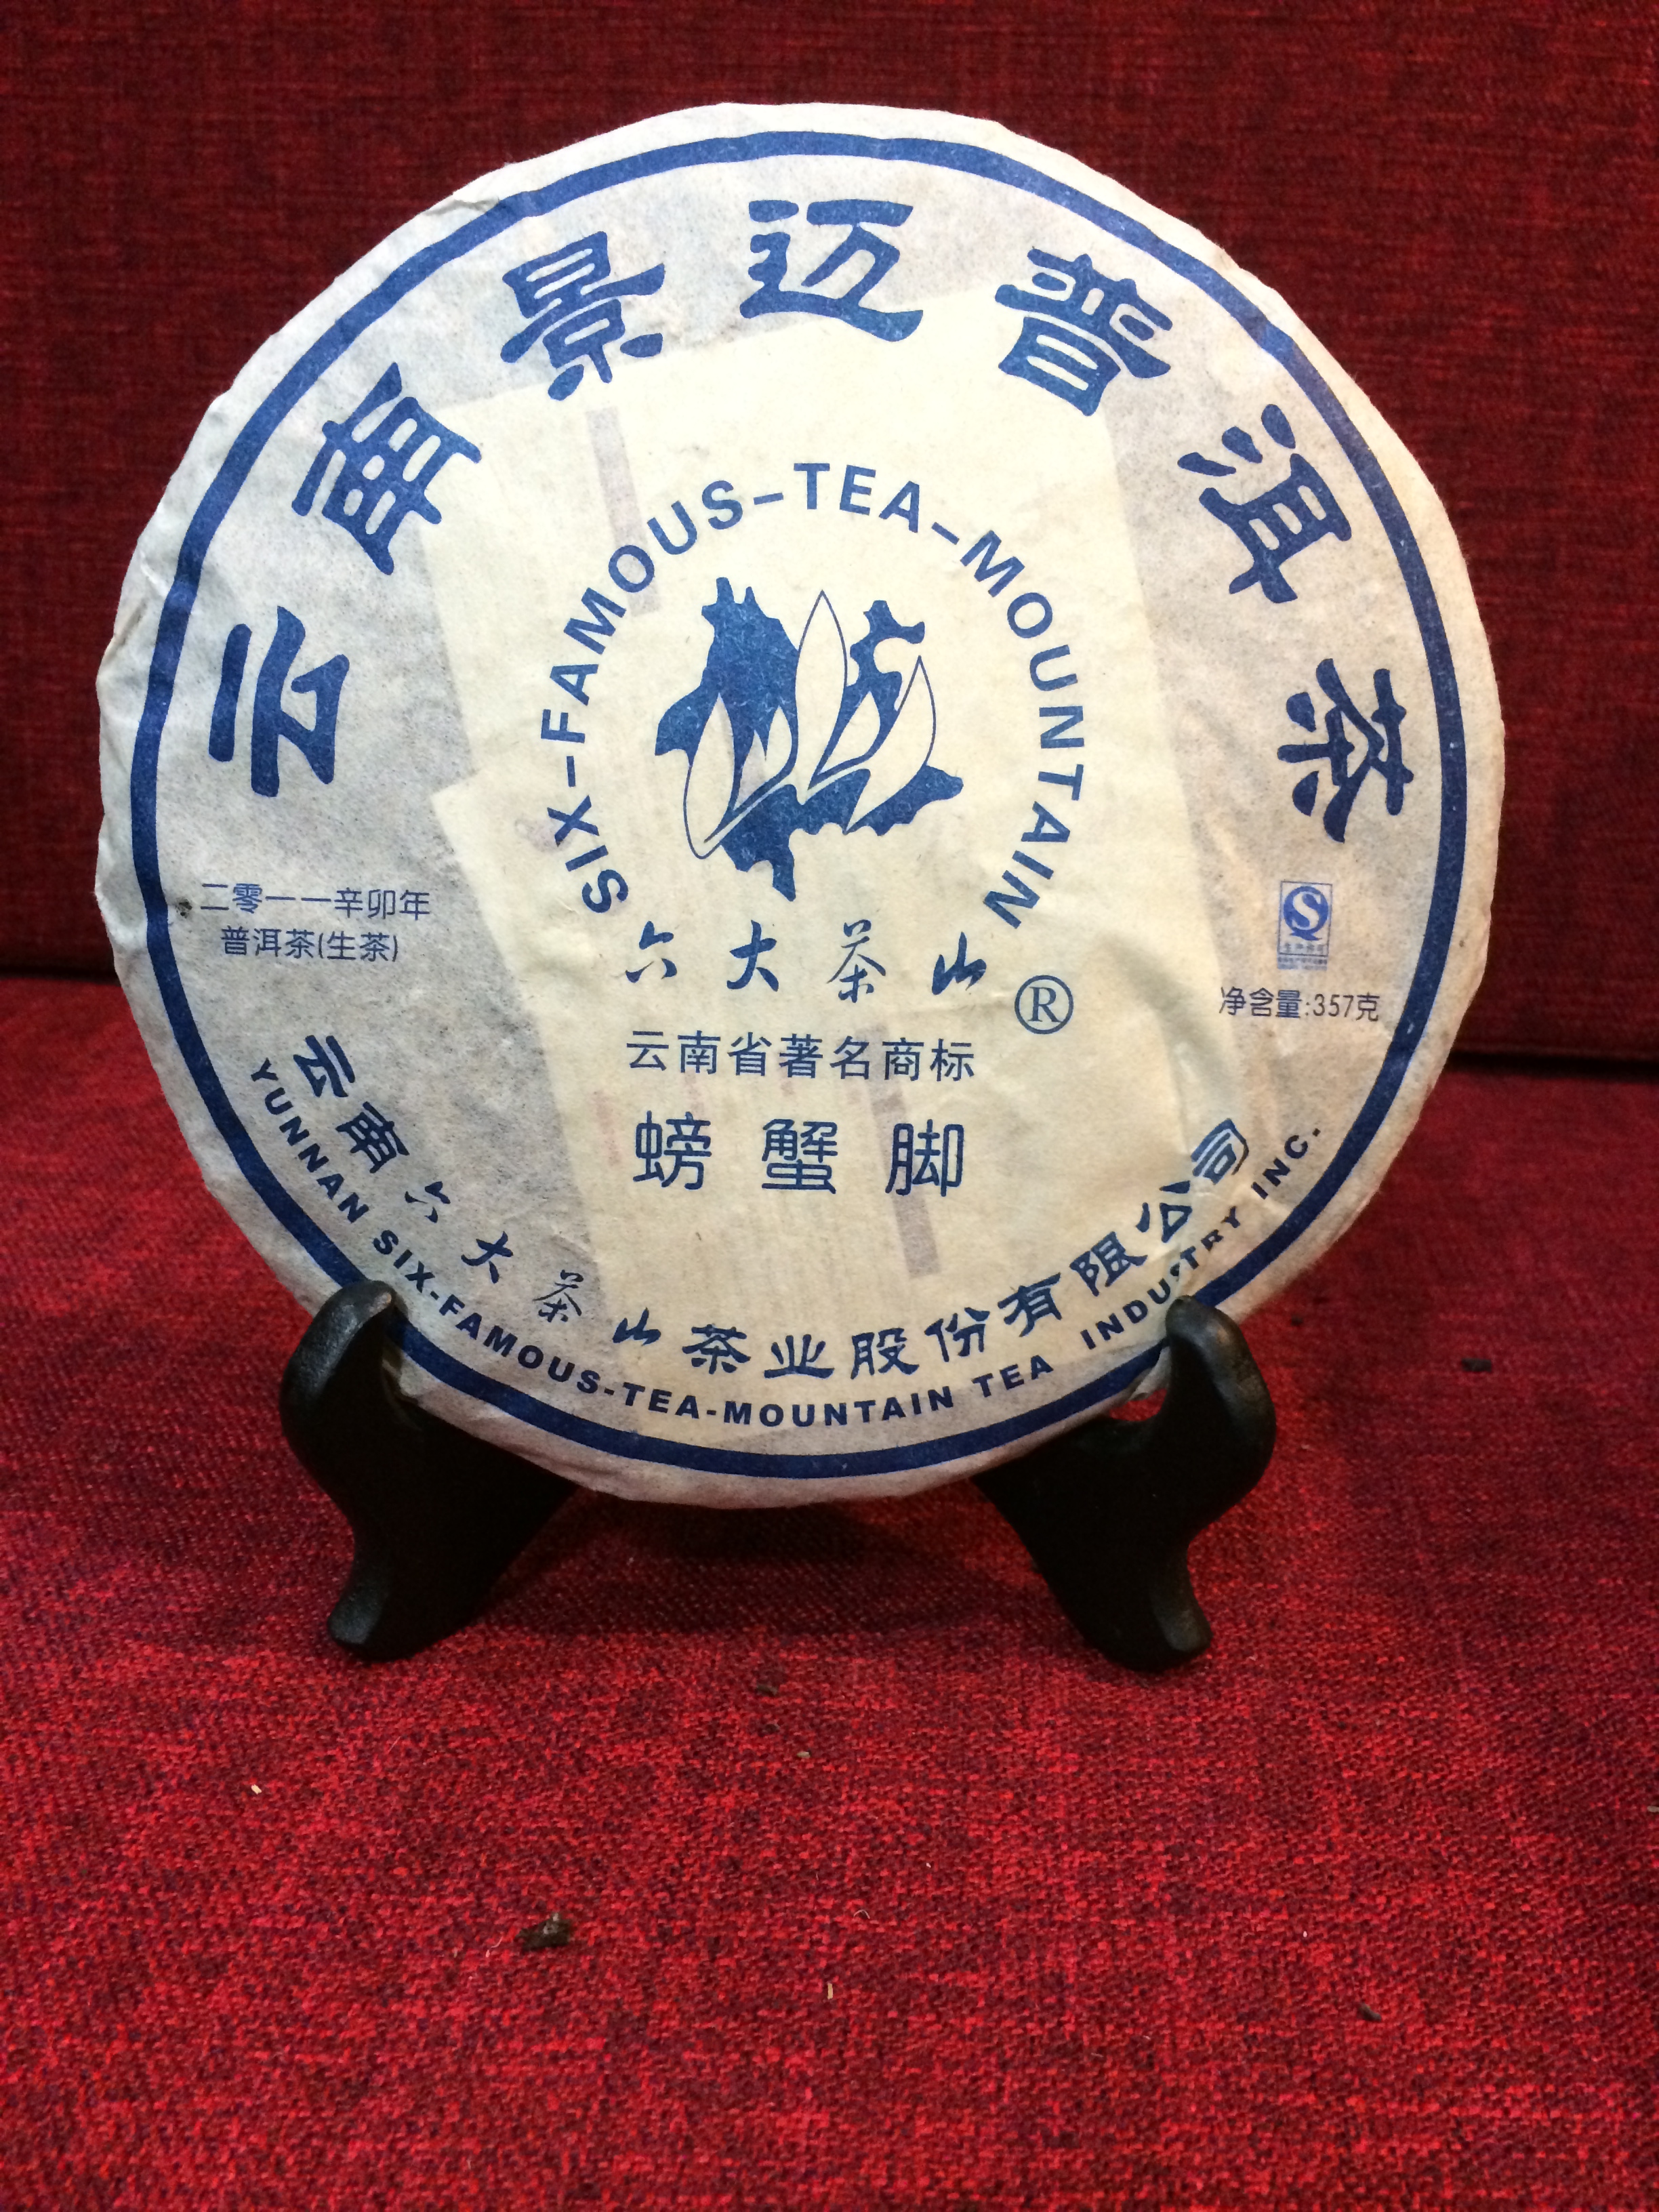 云南景迈普洱茶
SIX-FAMOUS-TEA-MOUNTAIN
六大茶山®
云南省著名商标
螃蟹脚
二零一一辛卯年
普洱茶(生茶)
净含量:357克
云南六大茶山茶业股份有限公司
YUNNAN SIX-FAMOUS-TEA-MOUNTAIN TEA INDUSTRY INC.